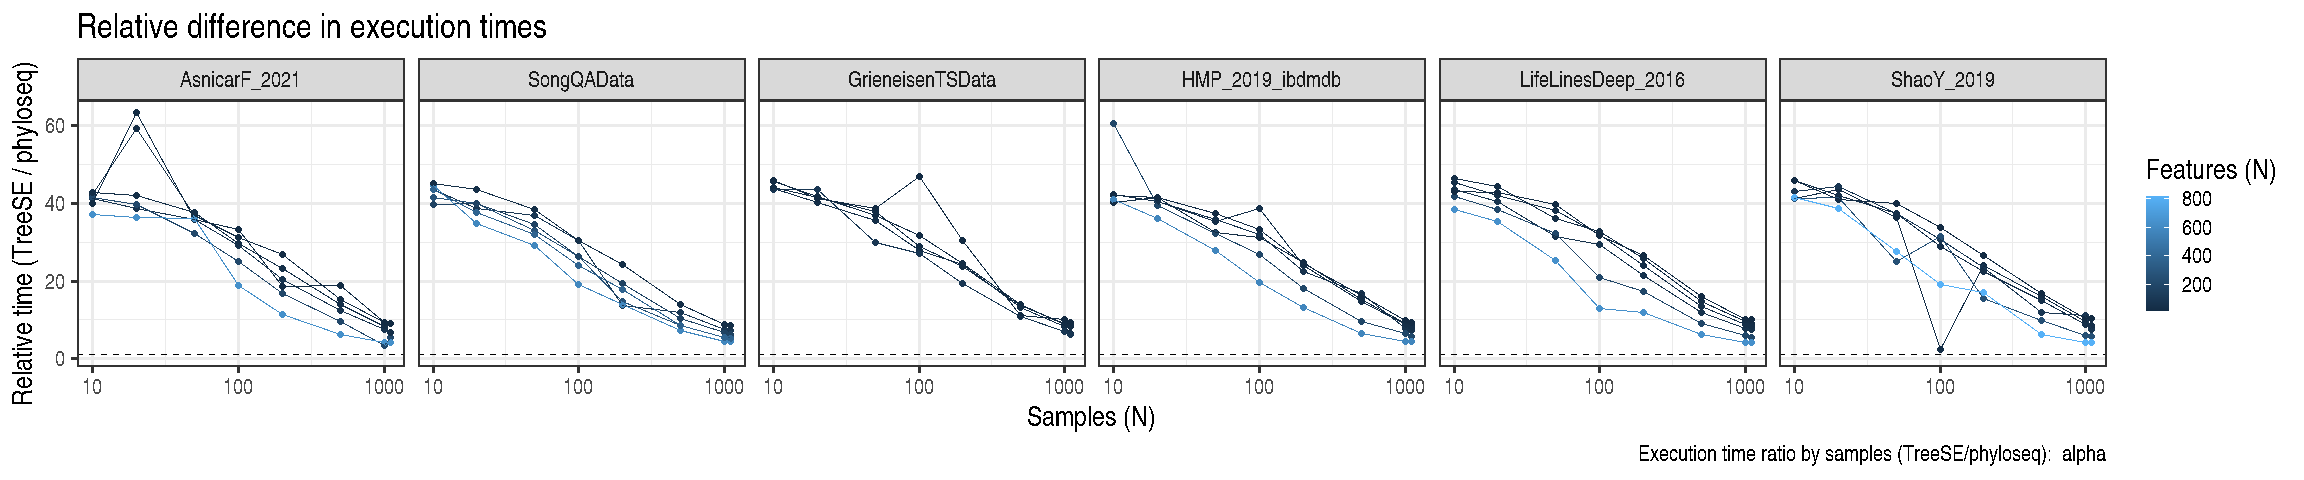 Relative difference in execution times
AsnicarF_2021
SongQAData
GrieneisenTSData
HMP_2019_ibdmdb
LifeLinesDeep_2016
ShaoY_2019
Relative time (TreeSE / phyloseq)
60
40
20
0
10 100 1000
10 100 1000
10 100 1000
10 100 1000
10 100 1000
10 100 1000
Samples (N)
Features (N)
800
600
400
200
Execution time ratio by samples (TreeSE/phyloseq): alpha